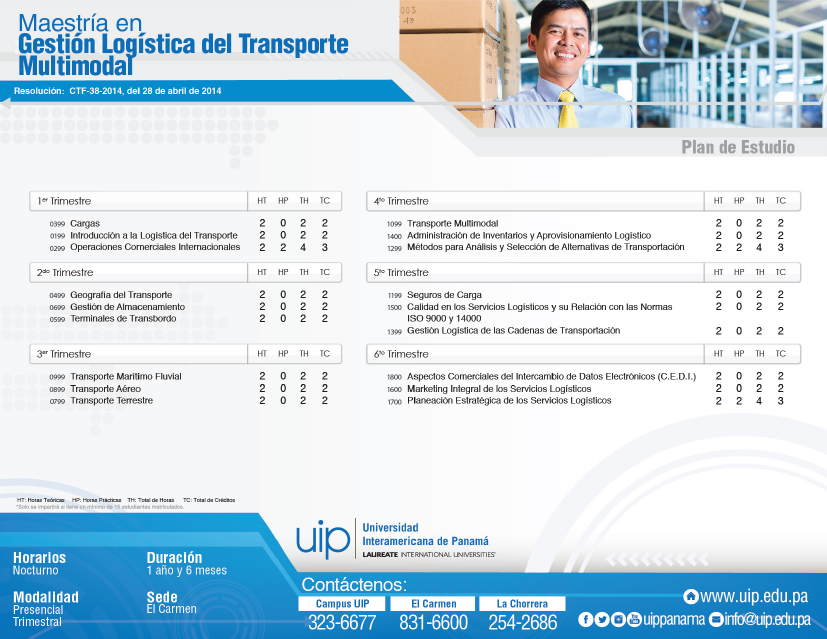 Maestría en
Gestión Logística del Transporte
Multimodal
Resolución: CTF-38-2014, del 28 de abril de 2014
Plan de Estudio
1er Trimestre HT HP TH TC
0399 Cargas 2 0 2 2
0199 Introducción a la Logística del Transporte 2 0 2 2
0299 Operaciones Comerciales Internacionales 2 2 4 3
2do Trimestre HT HP TH TC
0499 Geografía del Transporte 2 0 2 2
0699 Gestión de Almacenamiento 2 0 2 2
0599 Terminales de Transbordo 2 0 2 2
3er Trimestre HT HP TH TC
0999 Transporte Marítimo Fluvial 2 0 2 2
0899 Transporte Aéreo 2 0 2 2
0799 Transporte Terrestre 2 0 2 2
4to Trimestre HT HP TH TC
1099 Transporte Multimodal 2 0 2 2
1400 Administración de Inventarios y Aprovisionamiento Logístico 2 0 2 2
1299 Métodos para Análisis y Selección de Alternativas de Transportación 2 2 4 3
5to Trimestre HT HP TH TC
1199 Seguros de Carga 2 0 2 2
1500 Calidad en los Servicios Logísticos y su Relación con las Normas 2 0 2 2
ISO 9000 y 14000
1399 Gestión Logística de las Cadenas de Transportación 2 0 2 2
6to Trimestre HT HP TH TC
1800 Aspectos Comerciales del Intercambio de Datos Electrónicos (C.E.D.I.) 2 0 2 2
1600 Marketing Integral de los Servicios Logísticos 2 0 2 2
1700 Planeación Estratégica de los Servicios Logísticos 2 2 4 3
HT: Horas Teóricas HP: Horas Prácticas TH: Total de Horas TC: Total de Créditos
*Solo se impartirá si tiene un mínimo de 15 estudiantes matriculados.
Horarios
Nocturno
Duración
1 año y 6 meses
Modalidad
Presencial
Trimestral
Sede
El Carmen
uip
Universidad
Interamericana de Panamá
LAUREATE INTERNATIONAL UNIVERSITIES
Contáctenos:
Campus UIP
323-6677
El Carmen
831-6600
La Chorrera
254-2686
www.uip.edu.pa
uippanama info@uip.edu.pa